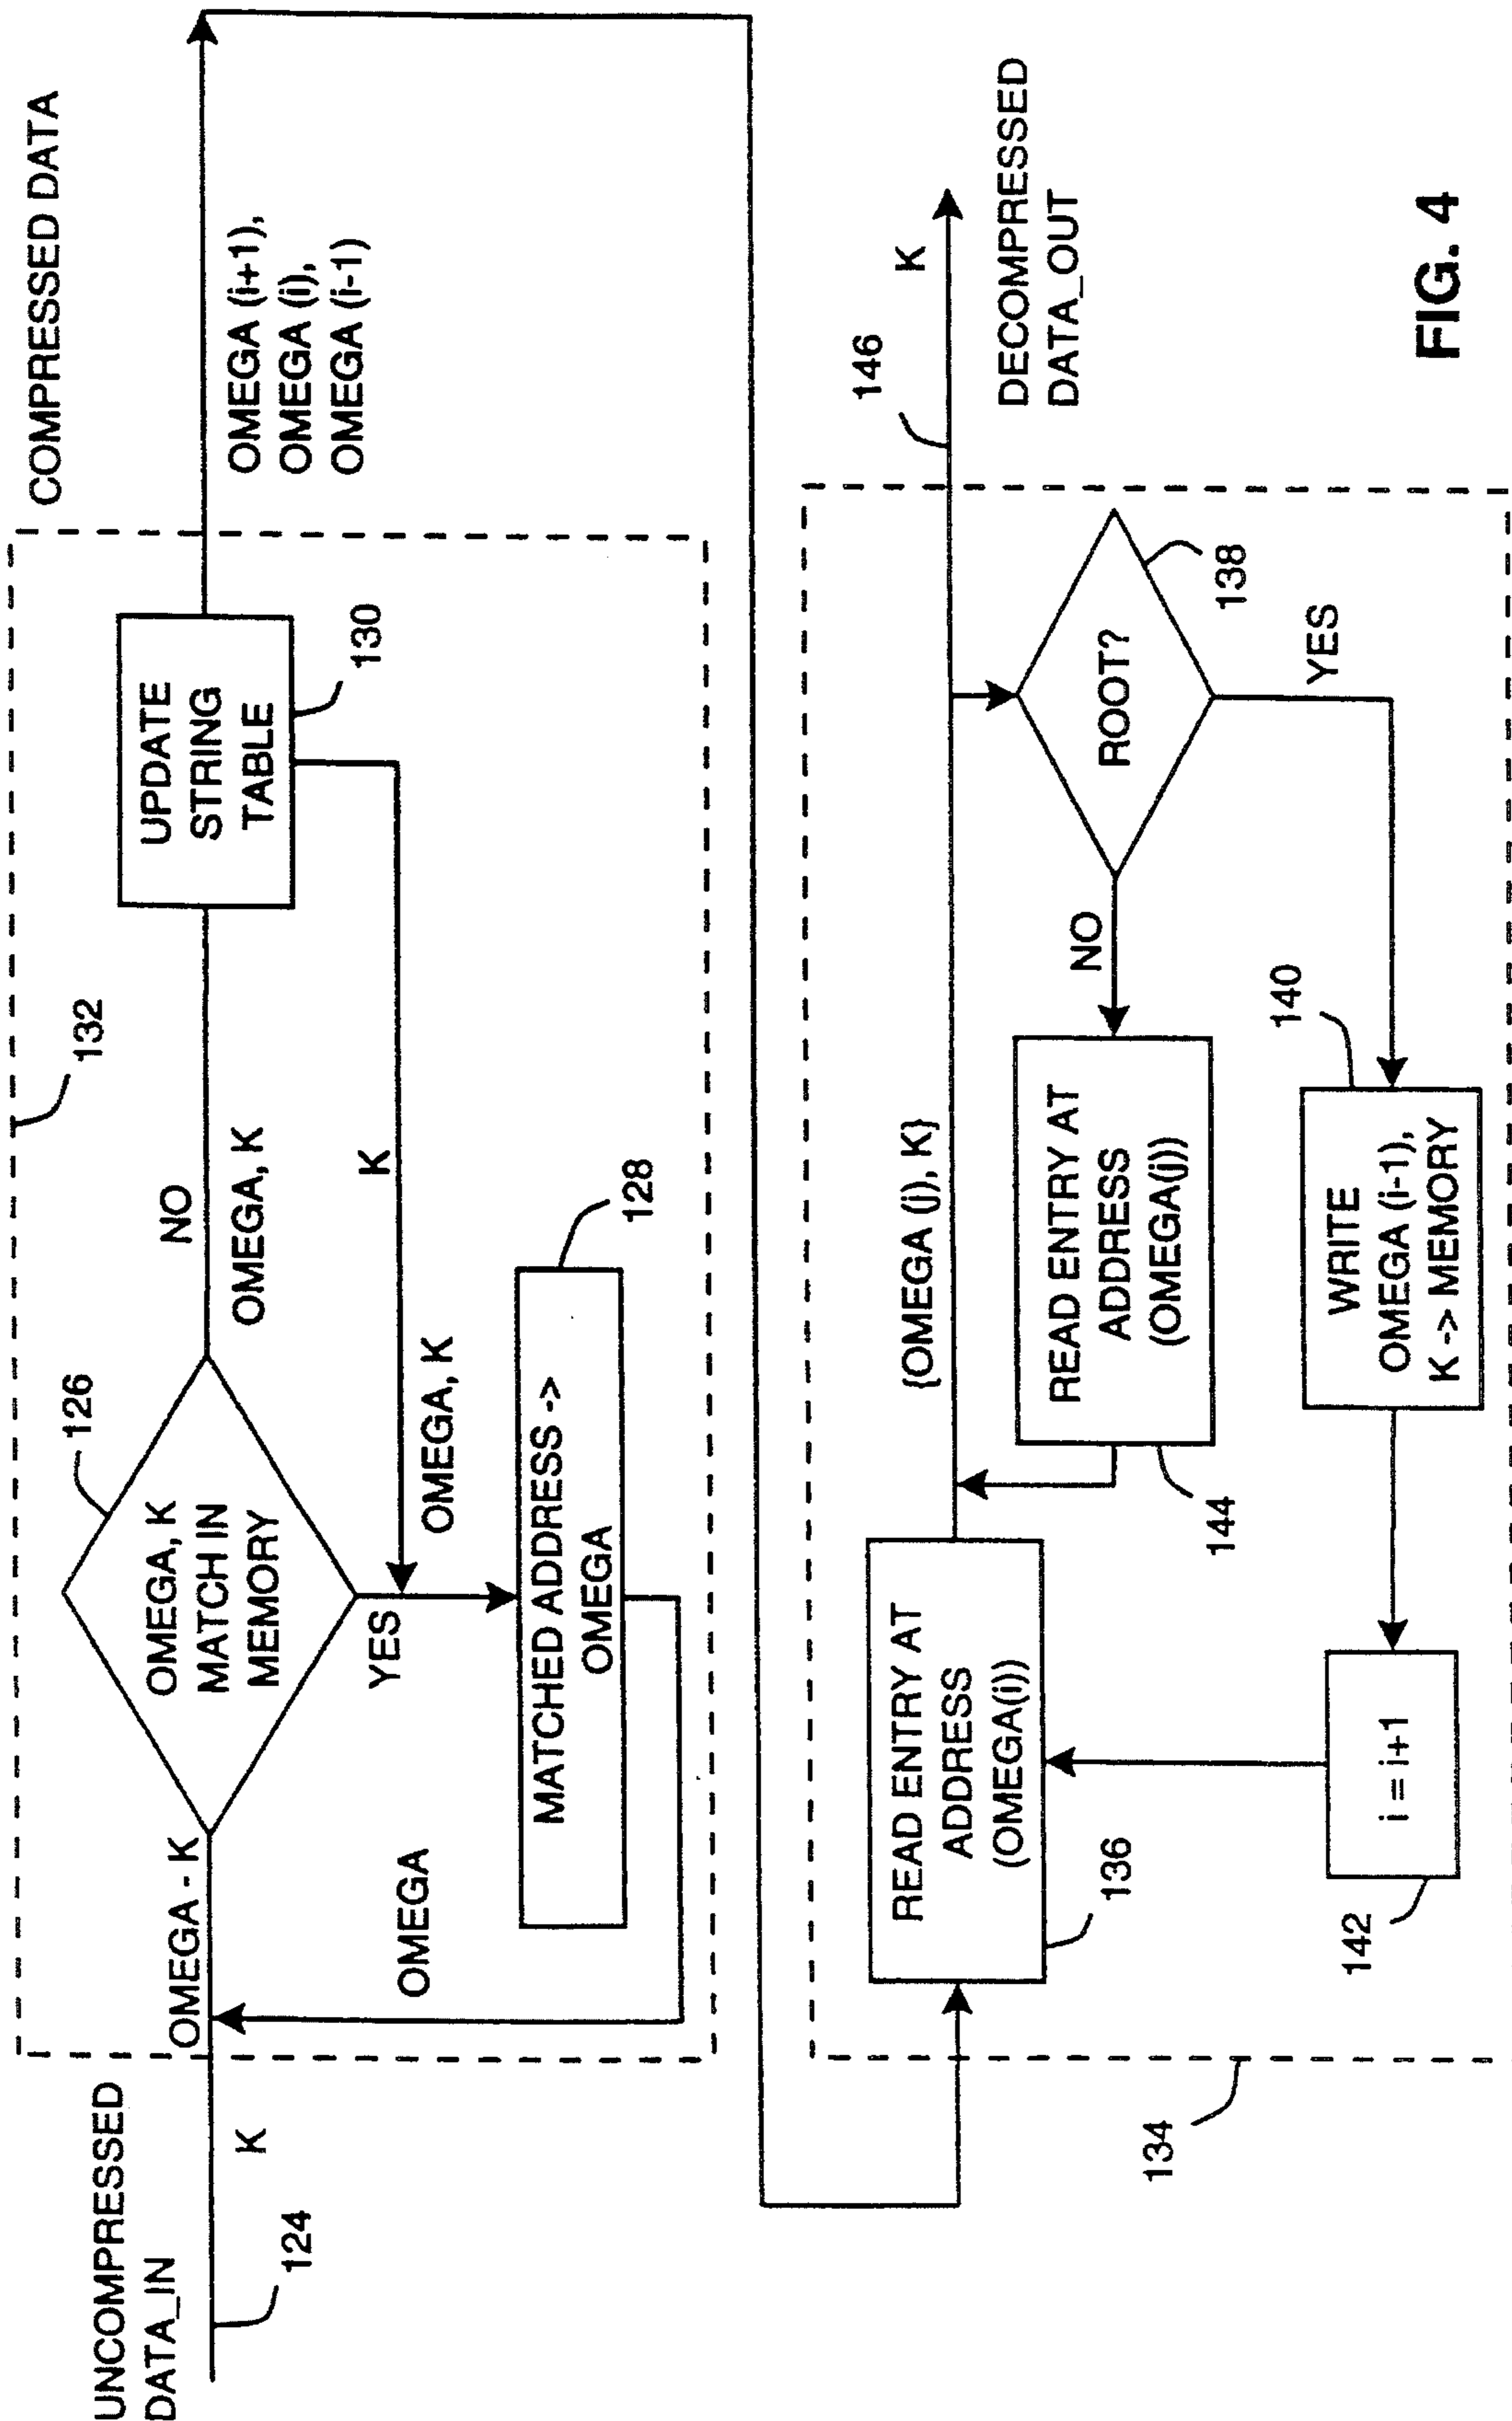 UNCOMPRESSED
DATA_IN
124
K
OMEGA - K
126
OMEGA, K
MATCH IN
MEMORY
NO
OMEGA, K
132
UPDATE
STRING
TABLE
130
COMPRESSED DATA
OMEGA (i+1),
OMEGA (i),
OMEGA (i-1)
YES
K
OMEGA, K
OMEGA
MATCHED ADDRESS ->
OMEGA
128
134
READ ENTRY AT
ADDRESS
(OMEGA(i))
136
{OMEGA (j), K}
146
K
DECOMPRESSED
DATA_OUT
ROOT?
138
NO
YES
READ ENTRY AT
ADDRESS
(OMEGA(j))
144
140
WRITE
OMEGA (i-1),
K -> MEMORY
i = i+1
142
FIG. 4